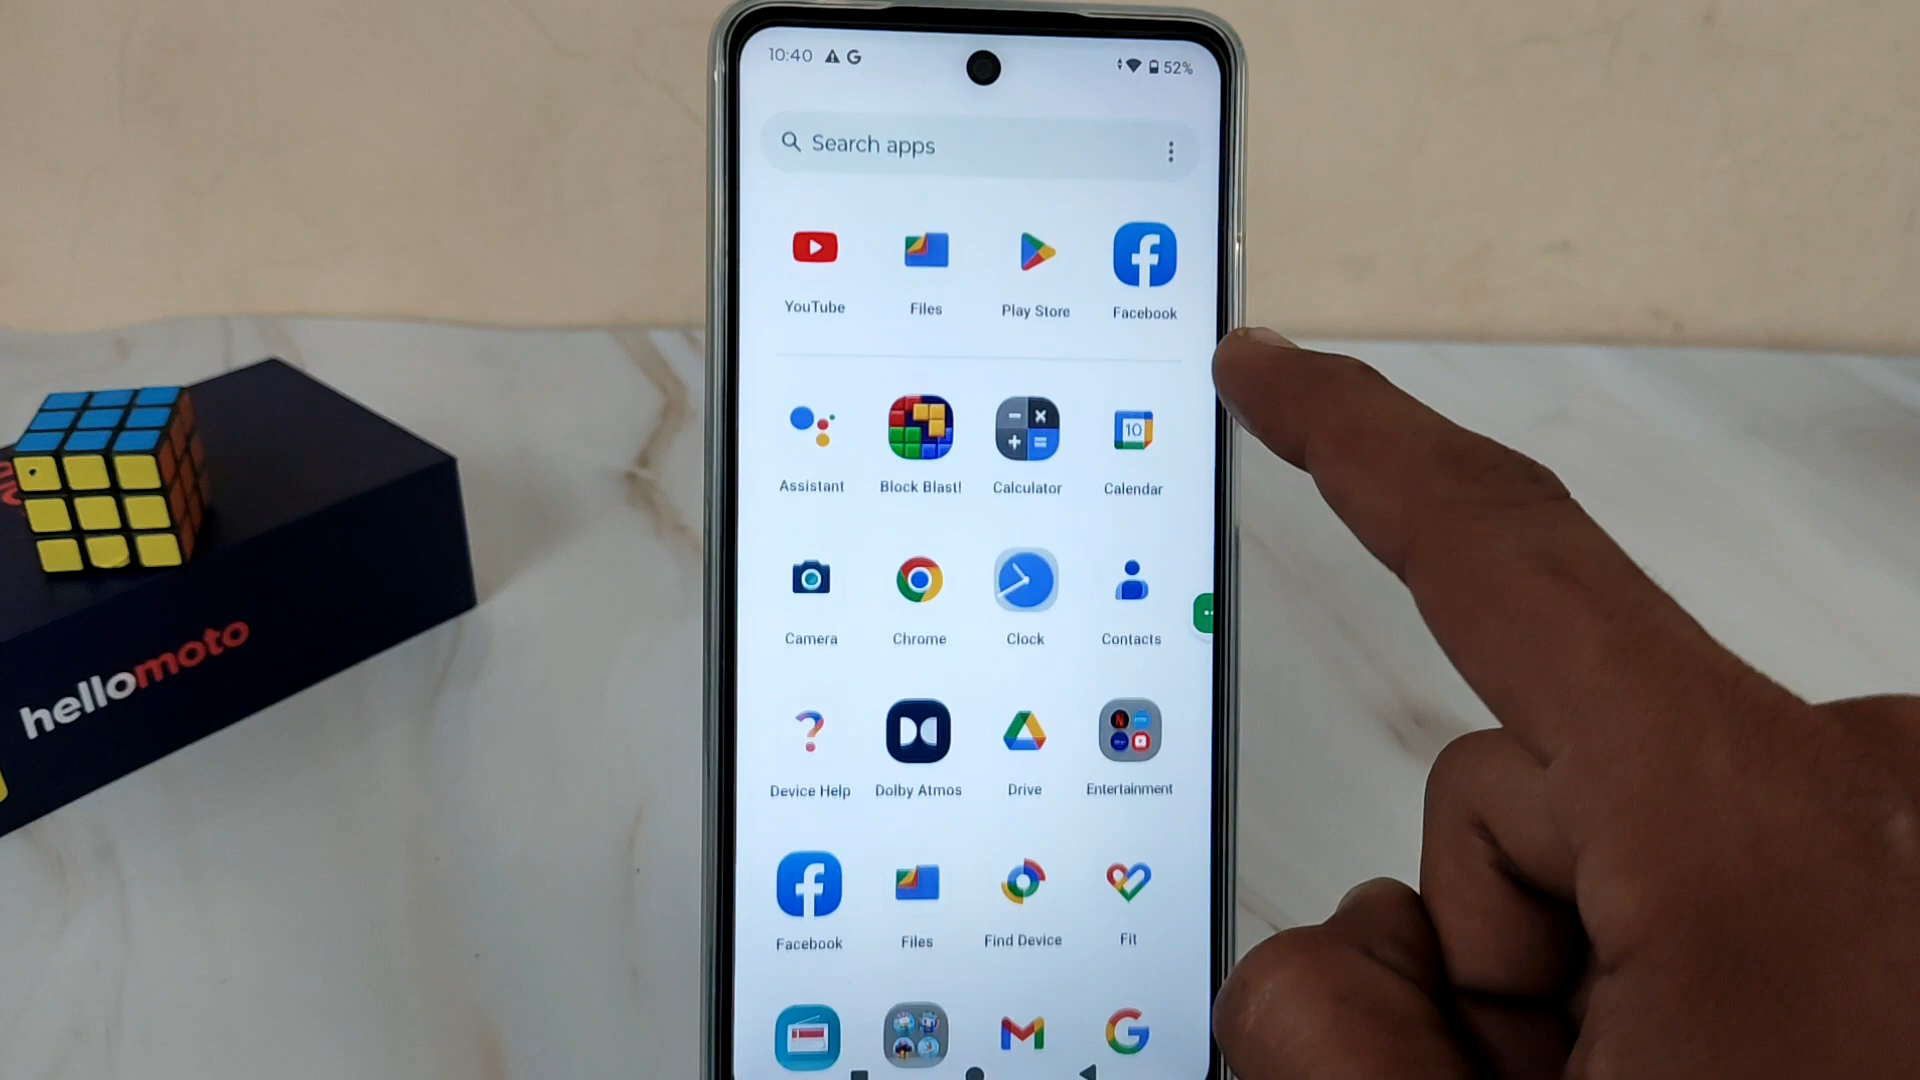 10:40
52%
Search apps
YouTube Files Play Store Facebook
10
Assistant Block Blast! Calculator Calendar
Camera Chrome Clock Contacts
Device Help Dolby Atmos Drive Entertainment
Facebook Files Find Device Fit
hellomoto